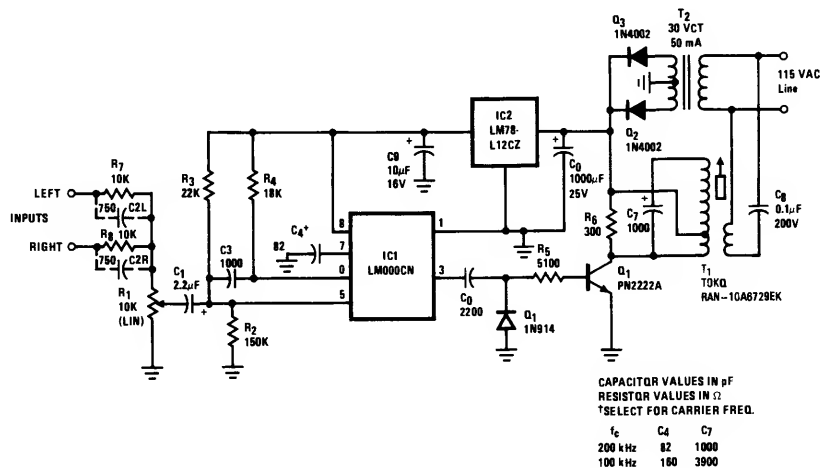 Q3
1N4002
T2
30 VCT
50 mA
115 VAC
Line
IC2
LM78-
L12CZ
Q2
1N4002
C9
10µF
16V
C0
1000µF
25V
R3
22K
R4
18K
R7
10K
LEFT
750
C2L
INPUTS
R8
10K
RIGHT
750
C2R
C4†
82
8
7
0
5
1
3
IC1
LM000CN
C3
1000
C1
2.2µF
R1
10K
(LIN)
R2
150K
C0
2200
R5
5100
Q1
1N914
R6
300
C7
1000
C8
0.1µF
200V
Q1
PN2222A
T1
TOKO
RAN-10A6729EK
CAPACITOR VALUES IN pF
RESISTOR VALUES IN Ω
†SELECT FOR CARRIER FREQ.
fc C4 C7
200 kHz 82 1000
100 kHz 160 3900